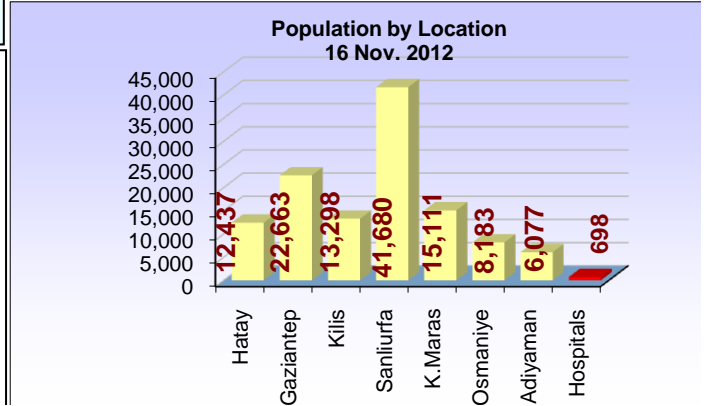 Population by Location
16 Nov. 2012
45,000
40,000
35,000
30,000
25,000
20,000
15,000
10,000
5,000
0
12,437
22,663
13,298
41,680
15,111
8,183
6,077
698
Hatay
Gaziantep
Kilis
Sanliurfa
K.Maras
Osmaniye
Adiyaman
Hospitals